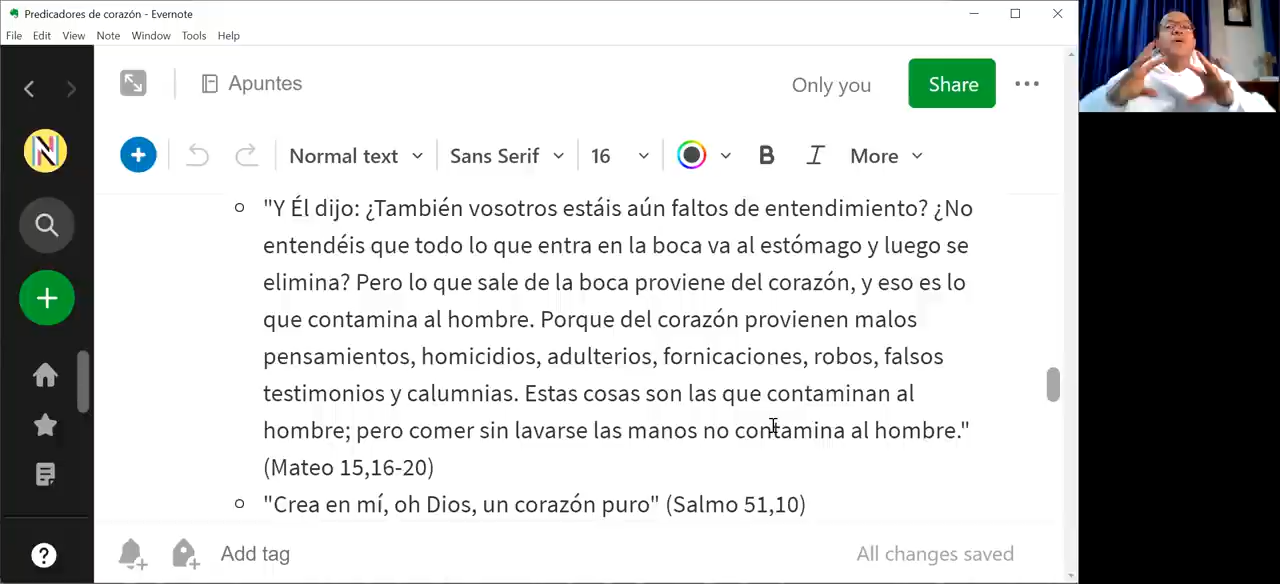 Predicadores de corazón - Evernote
File Edit View Note Window Tools Help
Apuntes
Only you
Share
Normal text
Sans Serif
16
B
I
More
"Y Él dijo: ¿También vosotros estáis aún faltos de entendimiento? ¿No
entendéis que todo lo que entra en la boca va al estómago y luego se
elimina? Pero lo que sale de la boca proviene del corazón, y eso es lo
que contamina al hombre. Porque del corazón provienen malos
pensamientos, homicidios, adulterios, fornicaciones, robos, falsos
testimonios y calumnias. Estas cosas son las que contaminan al
hombre; pero comer sin lavarse las manos no contamina al hombre."
(Mateo 15,16-20)
"Crea en mí, oh Dios, un corazón puro" (Salmo 51,10)
Add tag
All changes saved